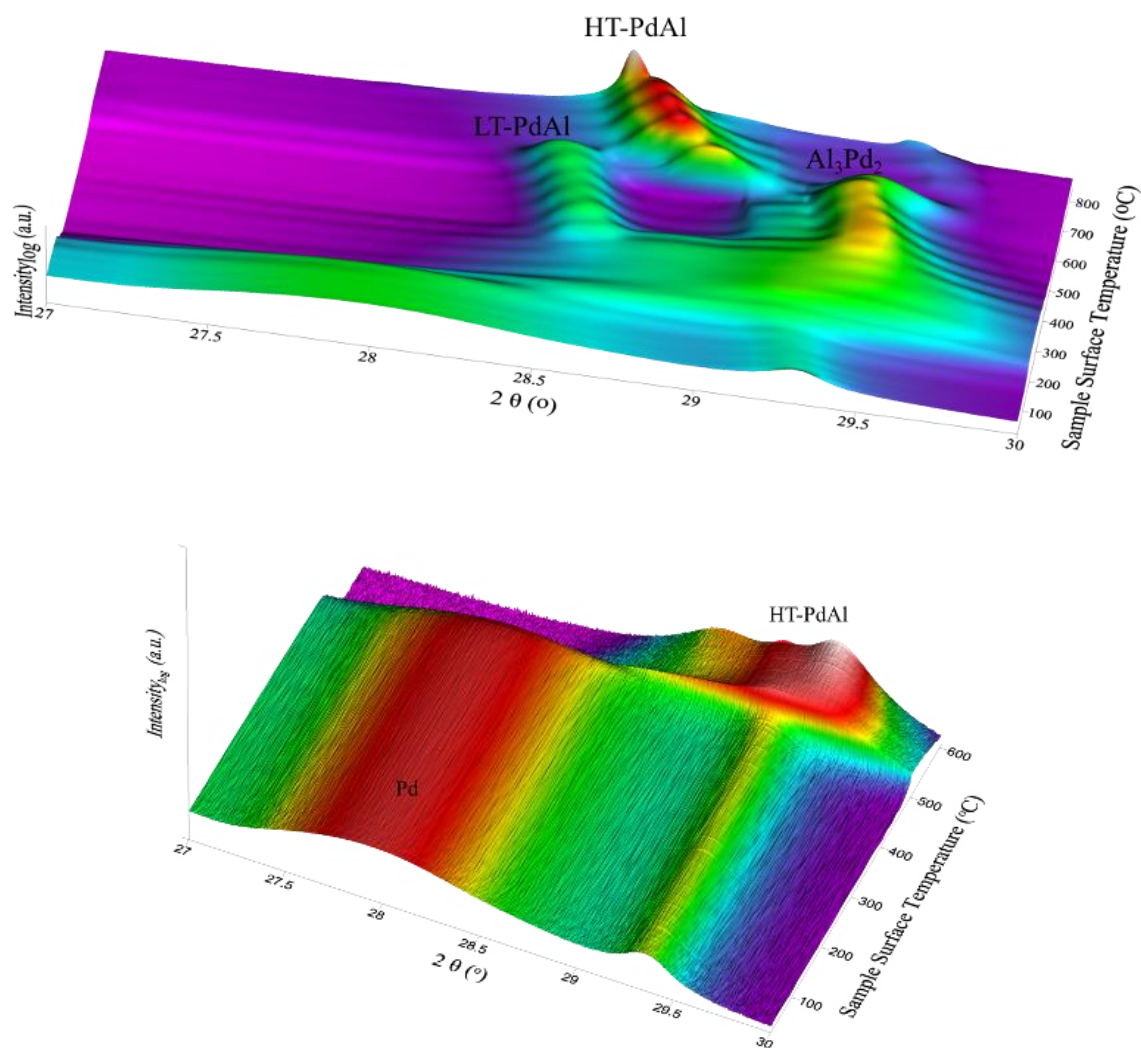 HT-PdAl
LT-PdAl
Al₃Pd₂
Intensity_log (a.u.)
27
27.5
28
28.5
29
29.5
30
2 θ (O)
100
200
300
400
500
600
700
800
Sample Surface Temperature (OC)
HT-PdAl
Pd
Intensity_log (a.u.)
27
27.5
28
28.5
29
29.5
30
2 θ (°)
100
200
300
400
500
600
Sample Surface Temperature (°C)